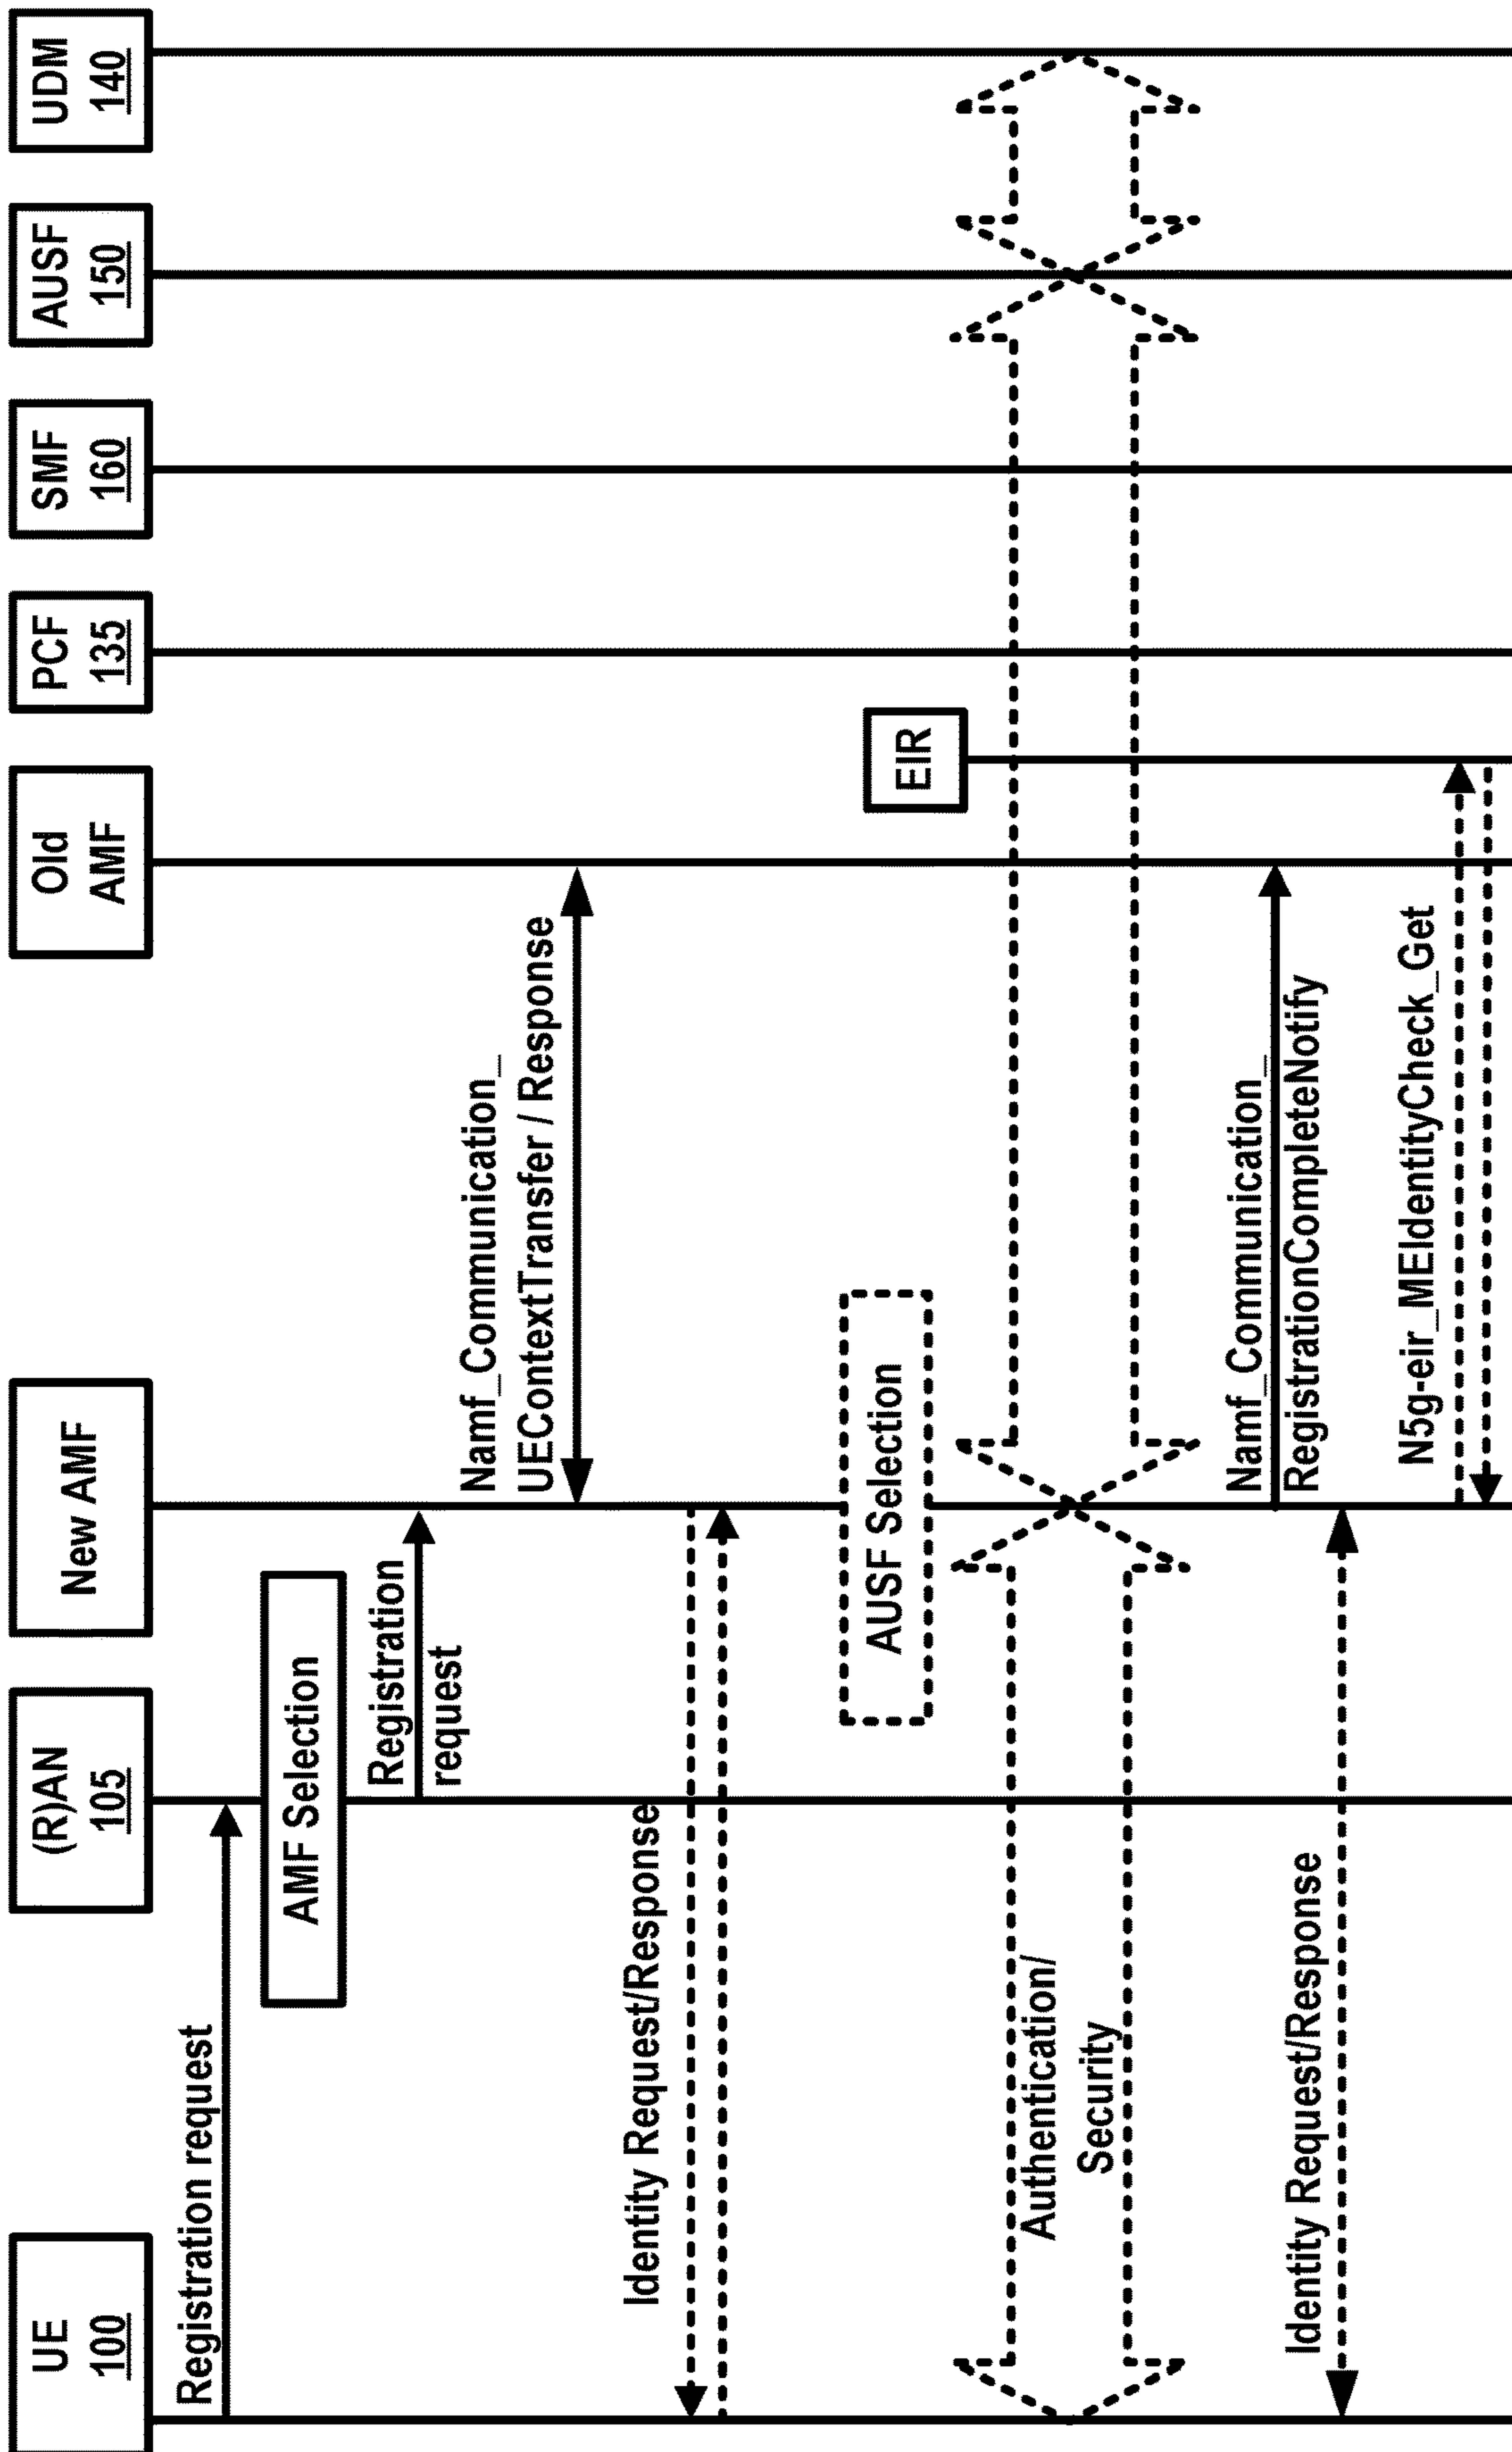 UE
100
(R)AN
105
New AMF
Old
AMF
PCF
135
SMF
160
AUSF
150
UDM
140
Registration request
AMF Selection
Registration
request
Namf_Communication_
UEContextTransfer / Response
Identity Request/Response
AUSF Selection
EIR
Authentication/
Security
Namf_Communication_
RegistrationCompleteNotify
Identity Request/Response
N5g-eir_MEIdentityCheck_Get